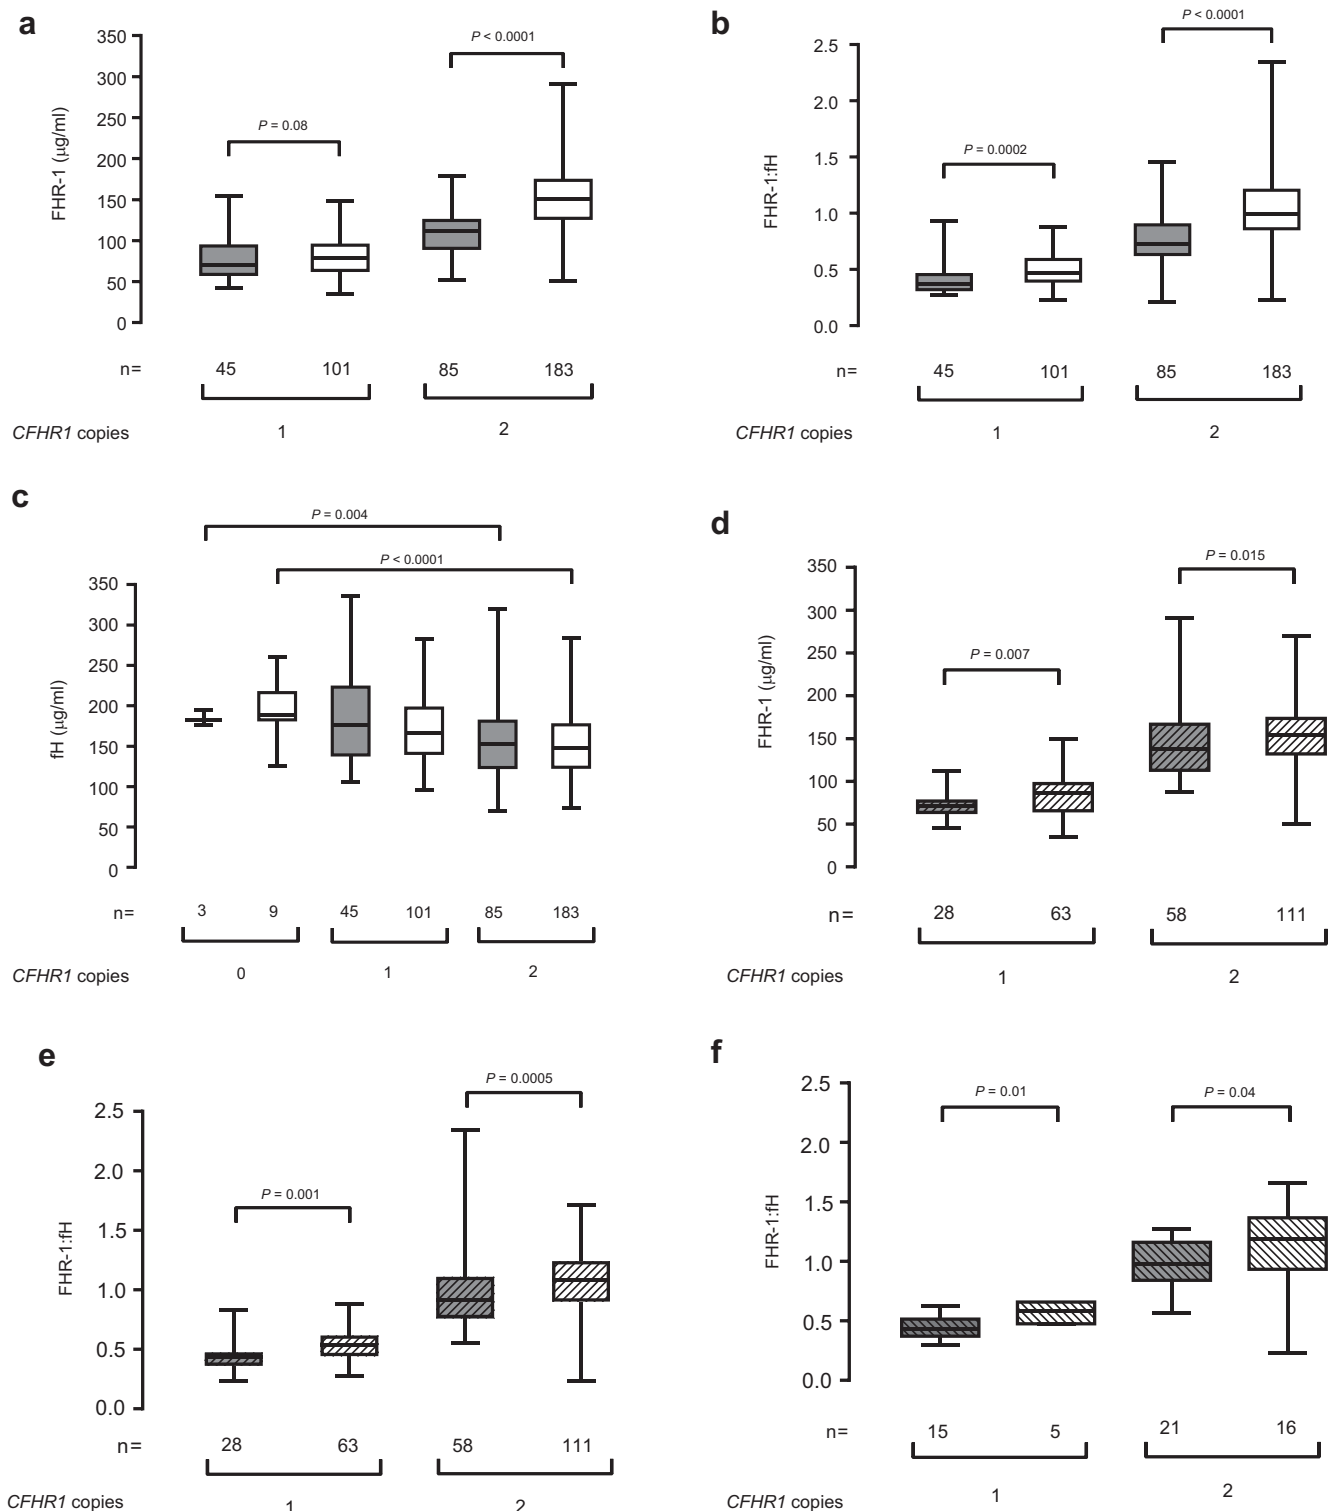 a
P < 0.0001
P = 0.08
FHR-1 (μg/ml)
350
300
250
200
150
100
50
0
n= 45 101 85 183
CFHR1 copies 1 2
b
P < 0.0001
P = 0.0002
FHR-1:fH
2.5
2.0
1.5
1.0
0.5
0.0
n= 45 101 85 183
CFHR1 copies 1 2
c
P = 0.004
P < 0.0001
fH (μg/ml)
350
300
250
200
150
100
50
0
n= 3 9 45 101 85 183
CFHR1 copies 0 1 2
d
P = 0.015
P = 0.007
FHR-1 (μg/ml)
350
300
250
200
150
100
50
0
n= 28 63 58 111
CFHR1 copies 1 2
e
P = 0.0005
P = 0.001
FHR-1:fH
2.5
2.0
1.5
1.0
0.5
0.0
n= 28 63 58 111
CFHR1 copies 1 2
f
P = 0.01
P = 0.04
FHR-1:fH
2.5
2.0
1.5
1.0
0.5
0.0
n= 15 5 21 16
CFHR1 copies 1 2